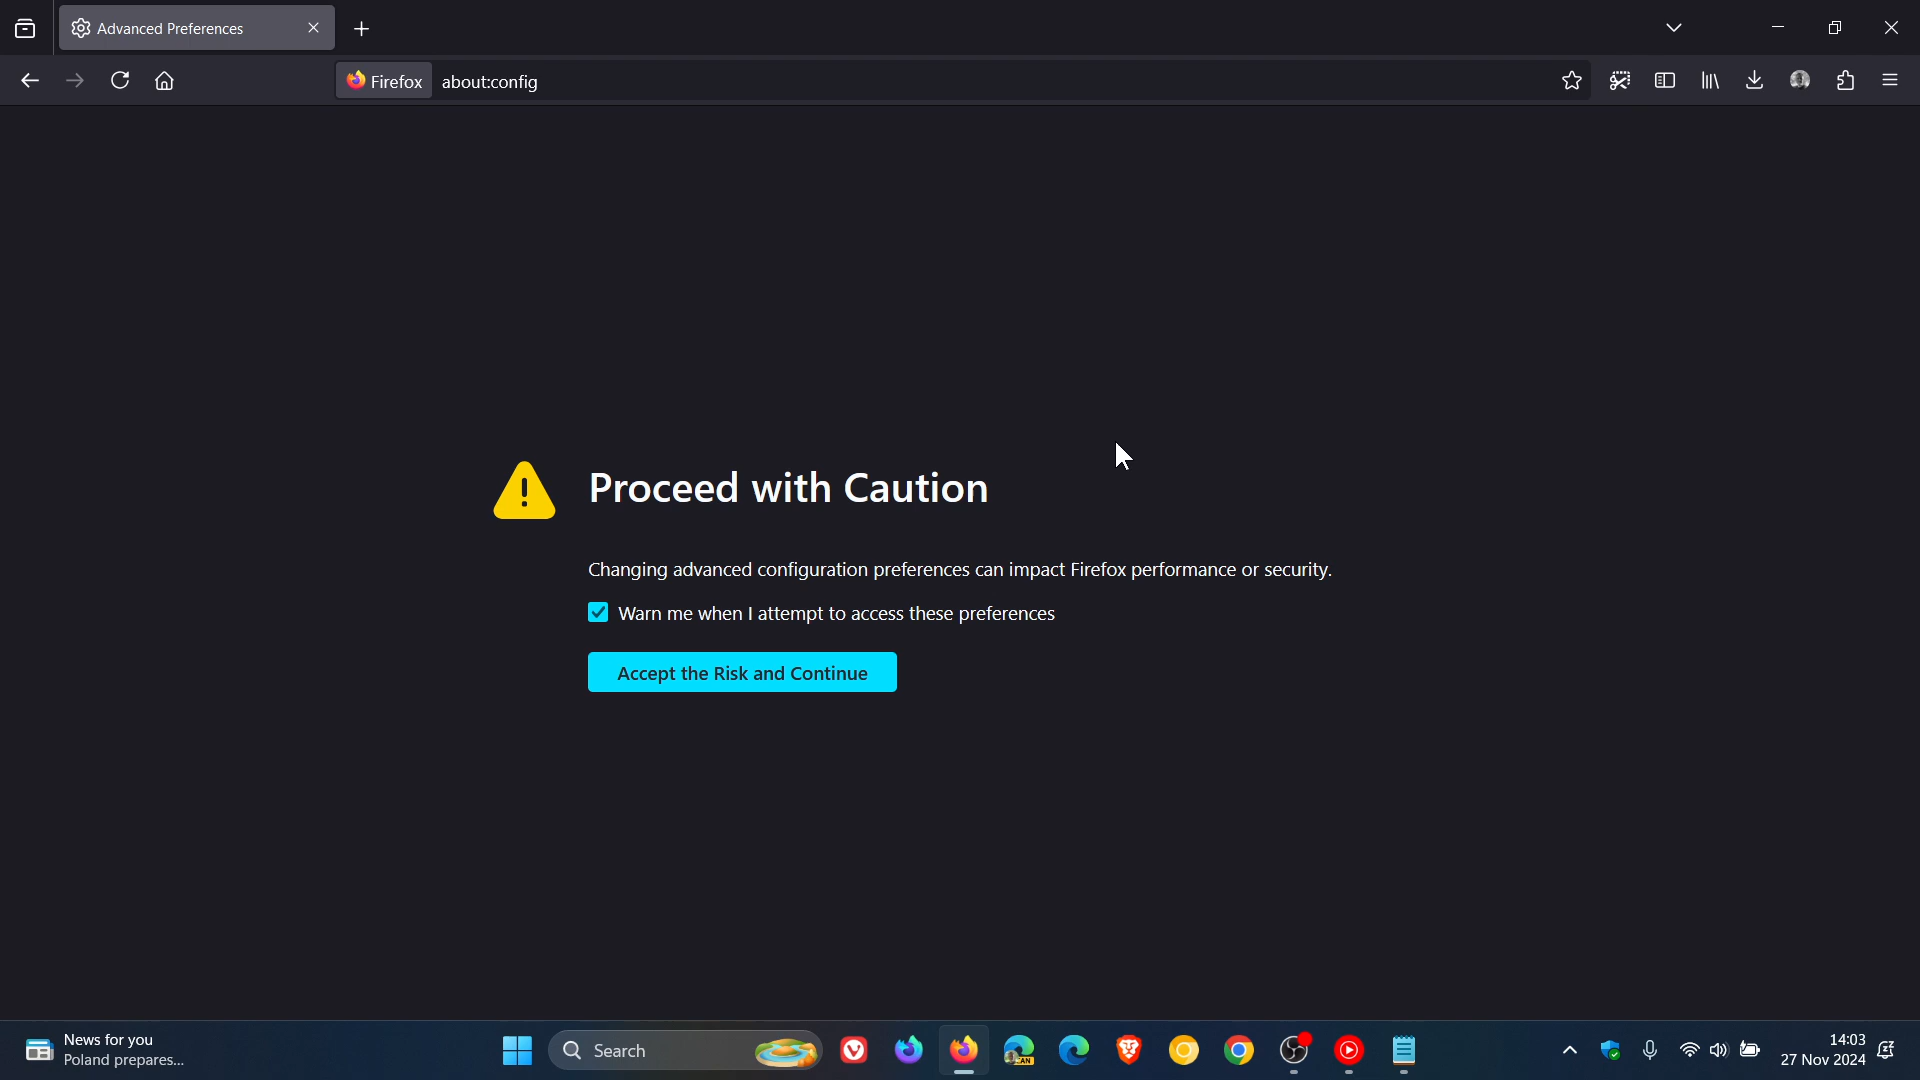 Advanced Preferences
Firefox about:config
Proceed with Caution
Changing advanced configuration preferences can impact Firefox performance or security.
Warn me when I attempt to access these preferences
Accept the Risk and Continue
News for you
Poland prepares...
Search
CAN
14:03
27 Nov 2024